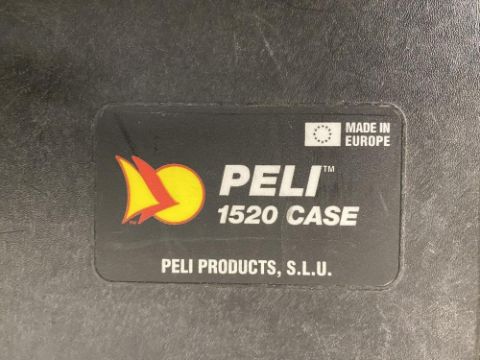 MADE IN
EUROPE
PELI™
1520 CASE
PELI PRODUCTS, S.L.U.